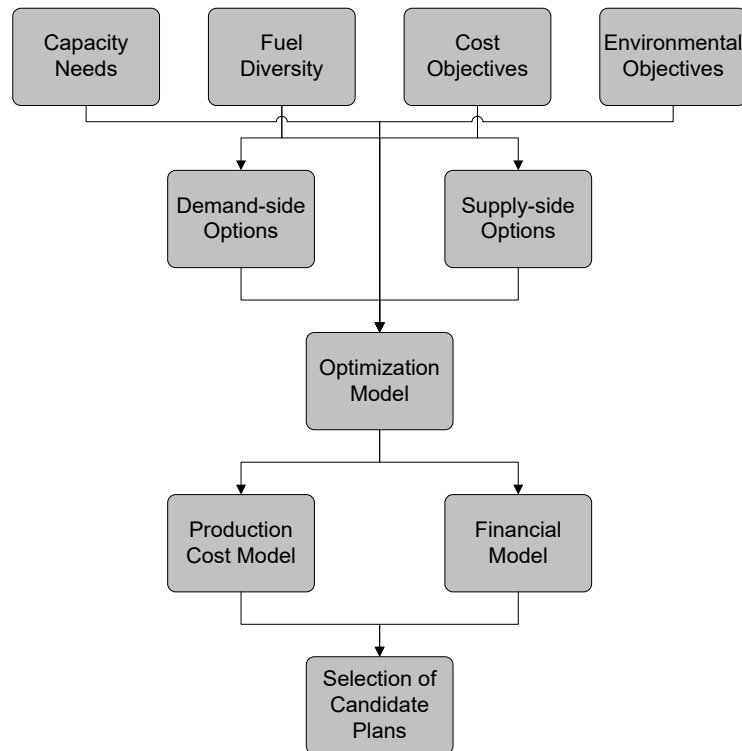 Capacity
Needs
Fuel
Diversity
Cost
Objectives
Environmental
Objectives
Demand-side
Options
Supply-side
Options
Optimization
Model
Production
Cost Model
Financial
Model
Selection of
Candidate
Plans